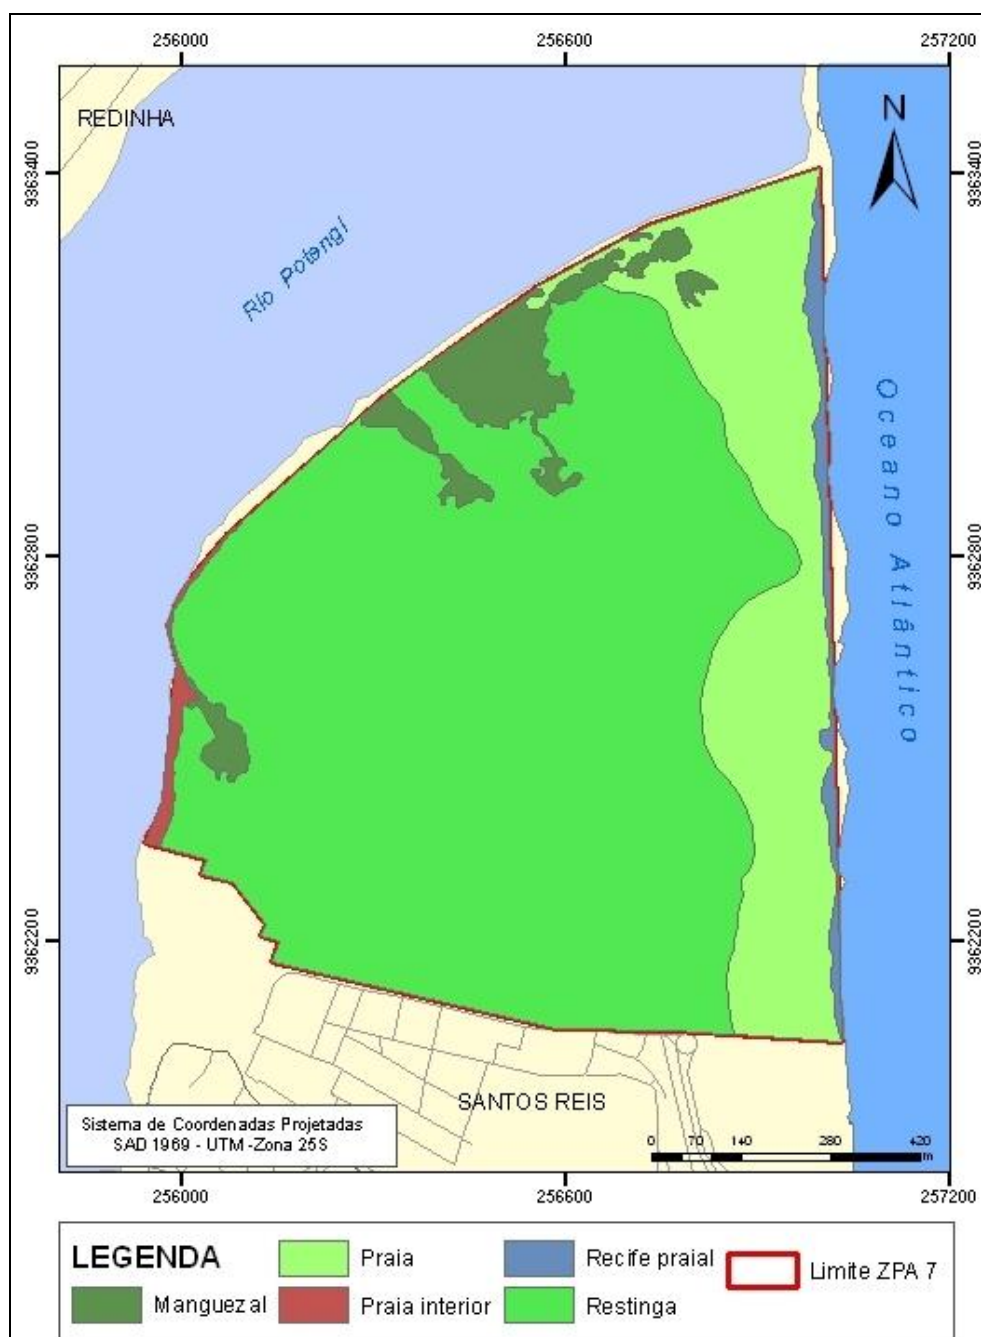 256000 256600 257200
REDINHA
N
9363400 9363400
Rio Potengi
Oceano Atlântico
9362800 9362800
9362200 9362200
SANTOS REIS
Sistema de Coordenadas Projetadas
SAD 1969 - UTM -Zona 25S
0 70 140 280 420
m
256000 256600 257200
LEGENDA
Praia
Recife praial
Limite ZPA 7
Manguezal
Praia interior
Restinga